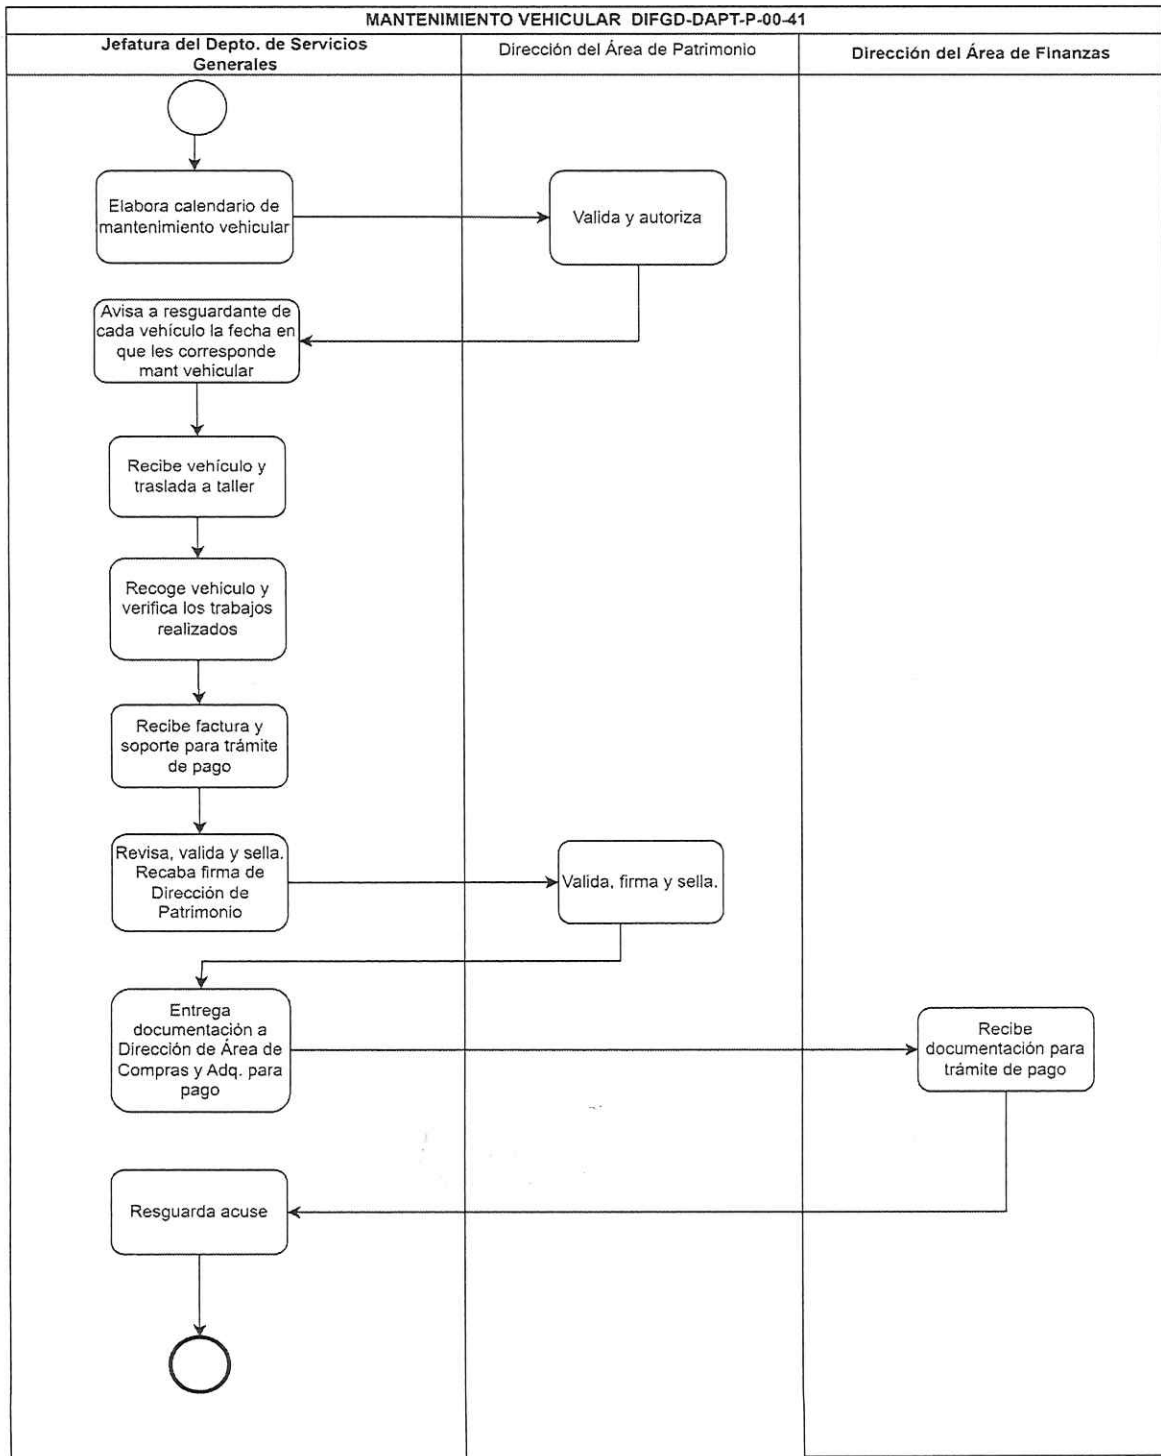 MANTENIMIENTO VEHICULAR DIFGD-DAPT-P-00-41
Jefatura del Depto. de Servicios
Generales
Dirección del Área de Patrimonio
Dirección del Área de Finanzas
Elabora calendario de
mantenimiento vehicular
Valida y autoriza
Avisa a resguardante de
cada vehículo la fecha en
que les corresponde
mant vehicular
Recibe vehículo y
traslada a taller
Recoge vehículo y
verifica los trabajos
realizados
Recibe factura y
soporte para trámite
de pago
Revisa, valida y sella.
Recaba firma de
Dirección de
Patrimonio
Valida, firma y sella.
Entrega
documentación a
Dirección de Área de
Compras y Adq. para
pago
Recibe
documentación para
trámite de pago
Resguarda acuse